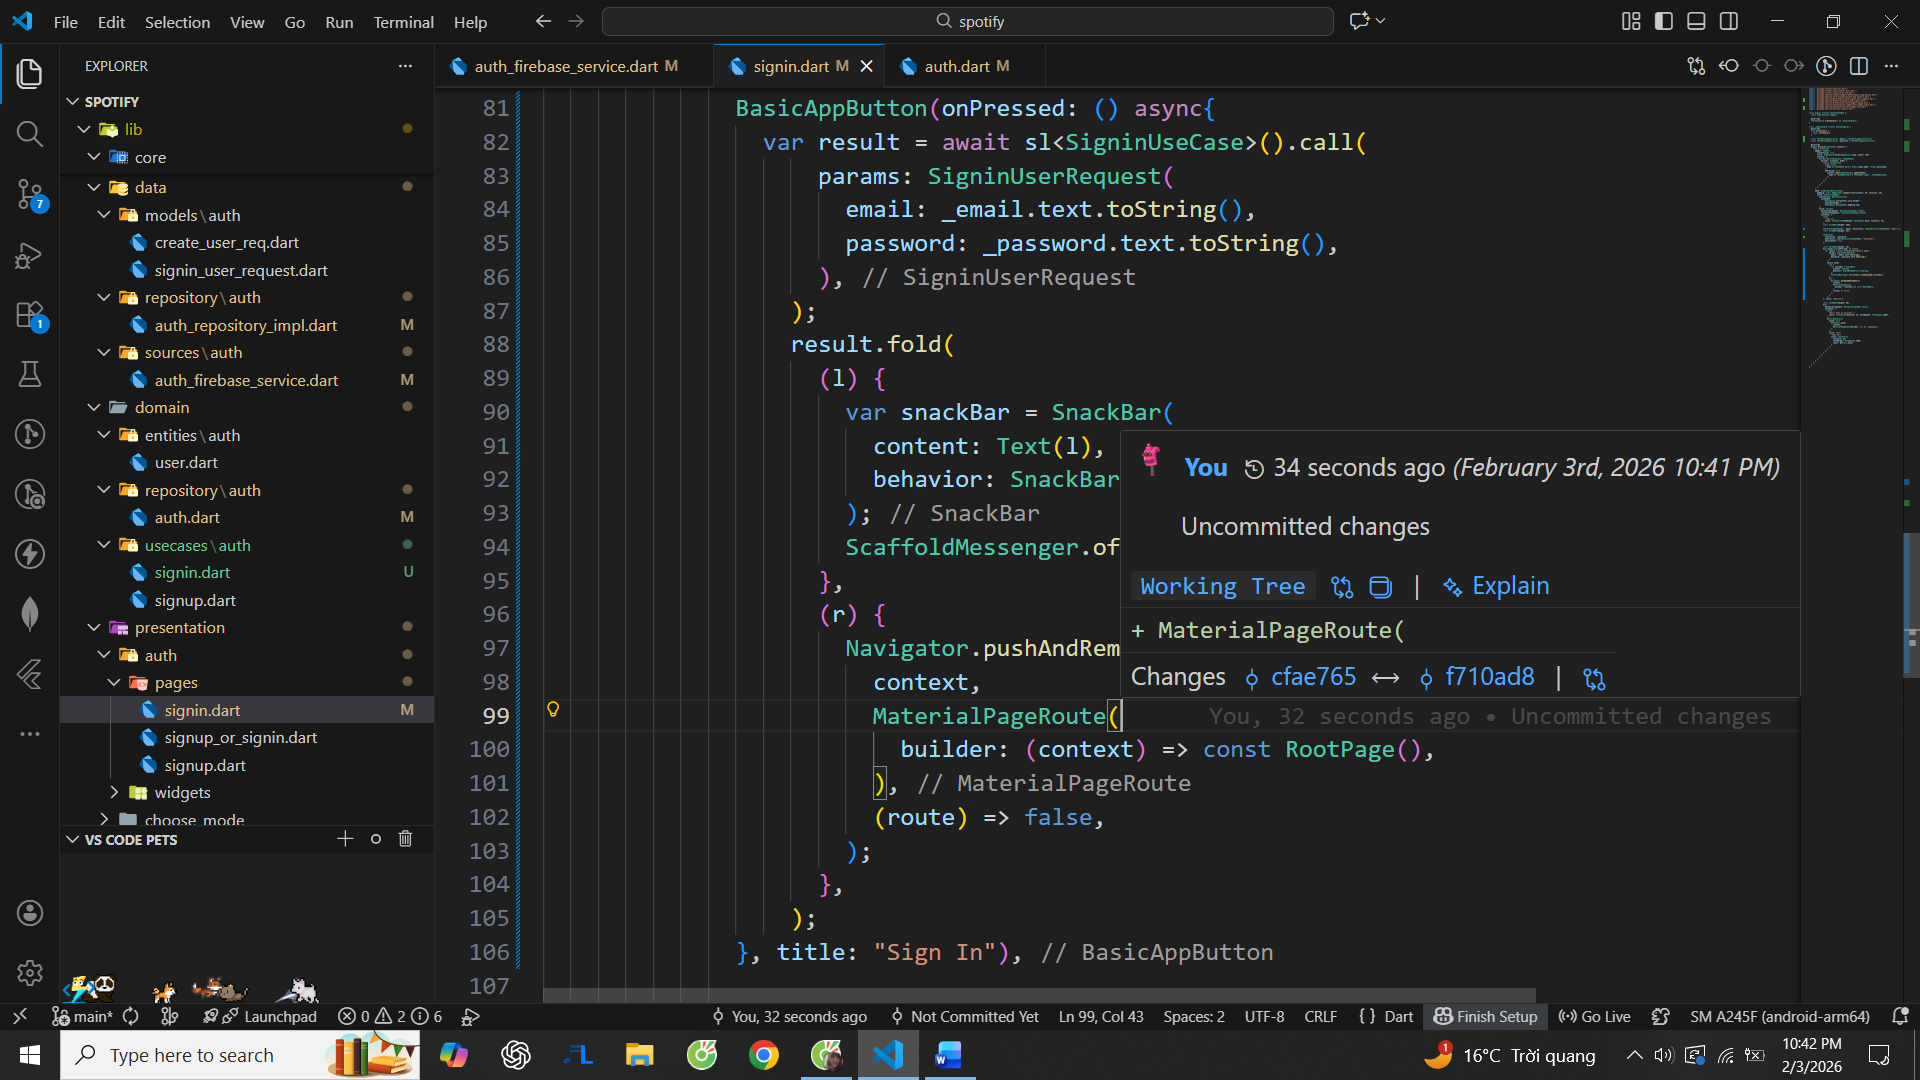 File Edit Selection View Go Run Terminal Help
spotify
EXPLORER
SPOTIFY
lib
core
data
models\auth
create_user_req.dart
signin_user_request.dart
repository\auth
auth_repository_impl.dart M
sources\auth
auth_firebase_service.dart M
domain
entities\auth
user.dart
repository\auth
auth.dart M
usecases\auth
signin.dart U
signup.dart
presentation
auth
pages
signin.dart M
signup_or_signin.dart
signup.dart
widgets
choose_mode
VS CODE PETS
7
1
auth_firebase_service.dart M
signin.dart M
auth.dart M
81 BasicAppButton(onPressed: () async{
82 var result = await sl<SigninUseCase>().call(
83 params: SigninUserRequest(
84 email: _email.text.toString(),
85 password: _password.text.toString(),
86 ), // SigninUserRequest
87 );
88 result.fold(
89 (l) {
90 var snackBar = SnackBar(
91 content: Text(l),
92 behavior: SnackBar
93 ); // SnackBar
94 ScaffoldMessenger.of
95 },
96 (r) {
97 Navigator.pushAndRem
98 context,
99 MaterialPageRoute( You, 32 seconds ago • Uncommitted changes
100 builder: (context) => const RootPage(),
101 ), // MaterialPageRoute
102 (route) => false,
103 );
104 },
105 );
106 }, title: "Sign In"), // BasicAppButton
107
You 34 seconds ago (February 3rd, 2026 10:41 PM)
Uncommitted changes
Working Tree | Explain
+ MaterialPageRoute(
Changes cfae765 ⟷ f710ad8 |
main* Launchpad 0 2 6 You, 32 seconds ago Not Committed Yet Ln 99, Col 43 Spaces: 2 UTF-8 CRLF {} Dart Finish Setup Go Live SM A245F (android-arm64)
Type here to search
1
16°C Trời quang
10:42 PM
2/3/2026